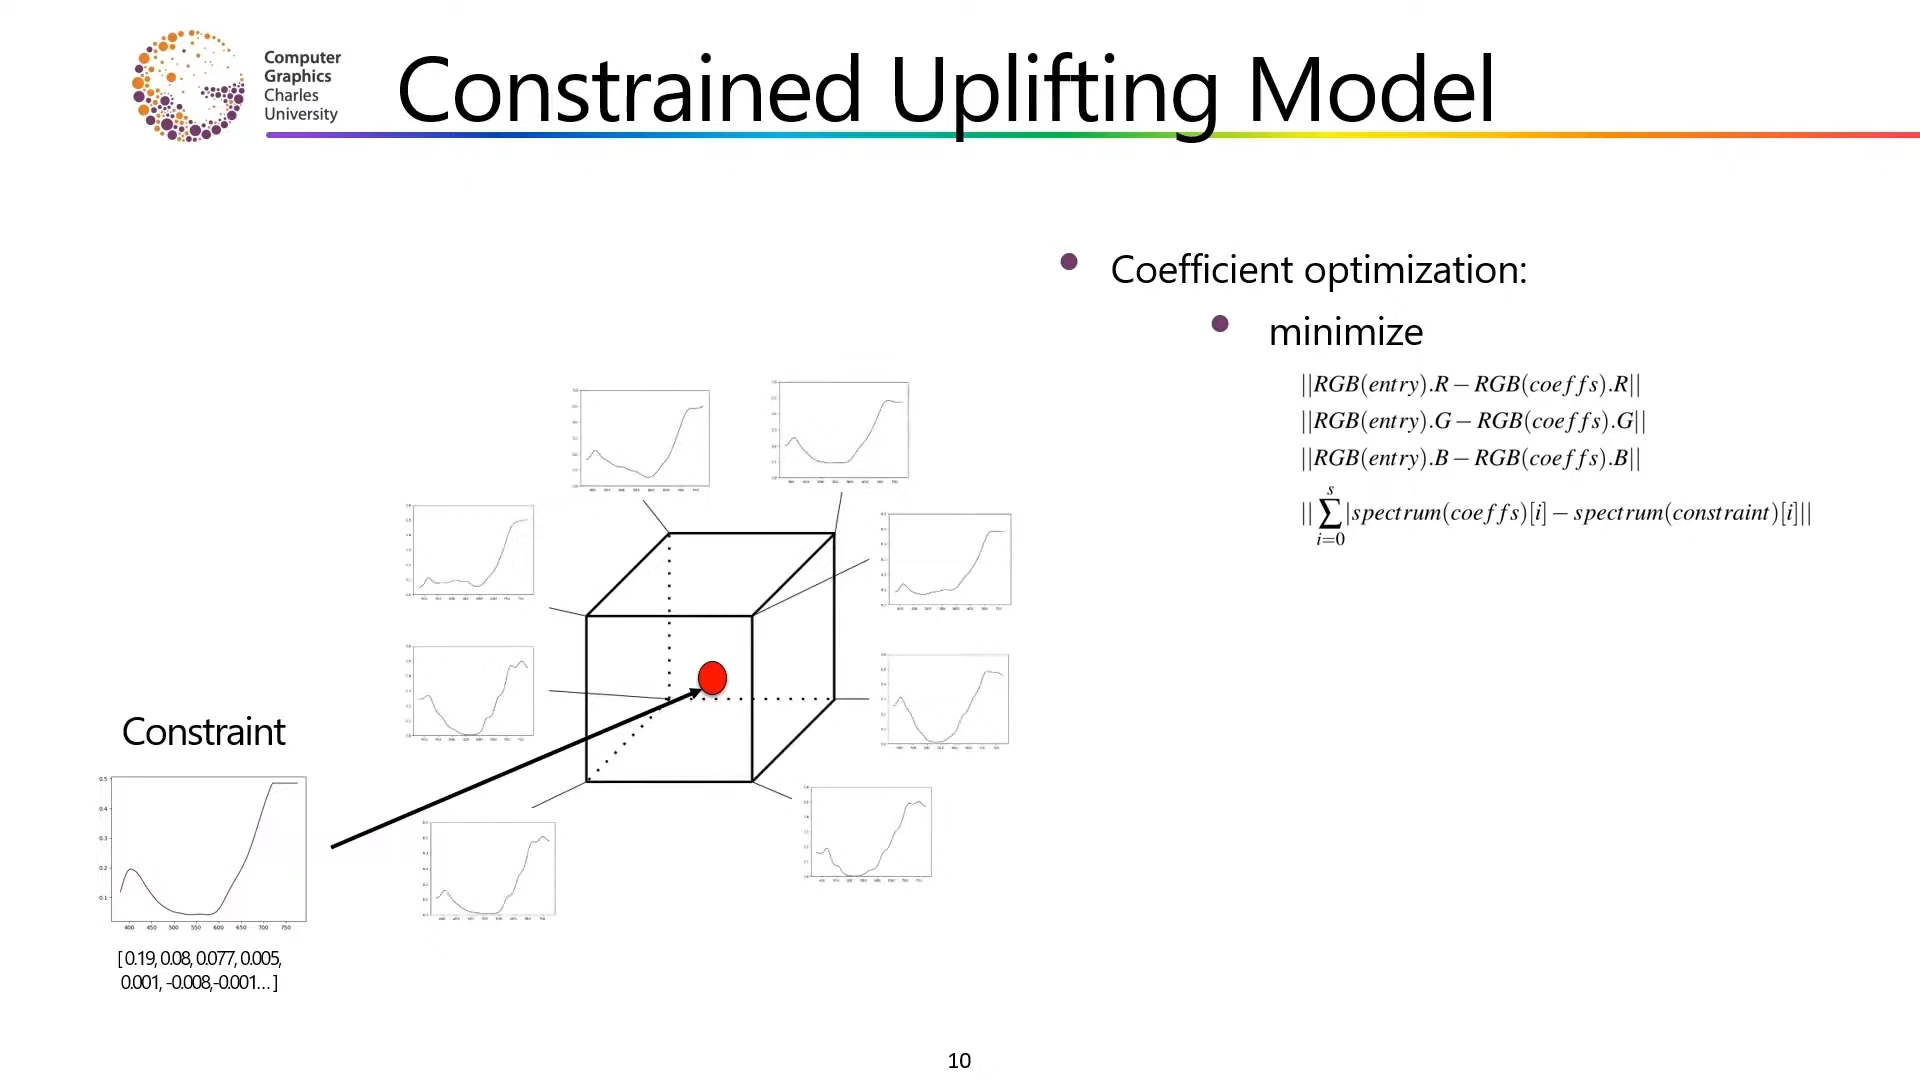 Computer
Graphics
Charles
University
Constrained Uplifting Model
Coefficient optimization:
minimize
||RGB(entry).R − RGB(coeffs).R||
||RGB(entry).G − RGB(coeffs).G||
||RGB(entry).B − RGB(coeffs).B||
|| ∑_{i=0}^{s} |spectrum(coeffs)[i] − spectrum(constraint)[i]||
Constraint
0.5
0.4
0.3
0.2
0.1
400 450 500 550 600 650 700 750
[ 0.19, 0.08, 0.077, 0.005,
0.001, -0.008,-0.001… ]
10